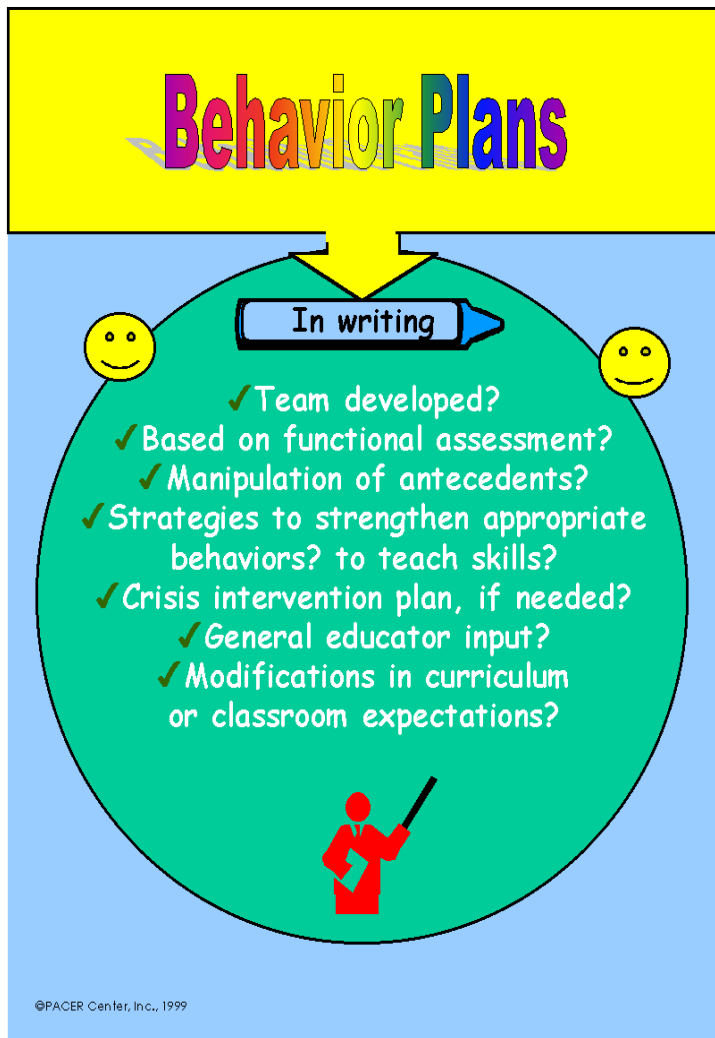 Behavior Plans
In writing
✓Team developed?
✓Based on functional assessment?
✓Manipulation of antecedents?
✓Strategies to strengthen appropriate
behaviors? to teach skills?
✓Crisis intervention plan, if needed?
✓General educator input?
✓Modifications in curriculum
or classroom expectations?
©PACER Center, Inc., 1999